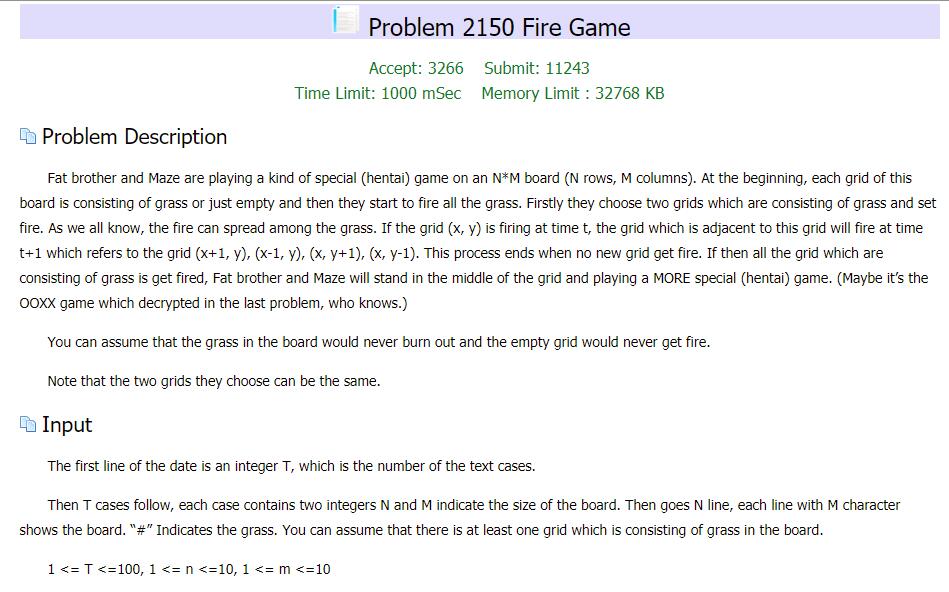 Problem 2150 Fire Game
Accept: 3266 Submit: 11243
Time Limit: 1000 mSec Memory Limit : 32768 KB
Problem Description
Fat brother and Maze are playing a kind of special (hentai) game on an N*M board (N rows, M columns). At the beginning, each grid of this
board is consisting of grass or just empty and then they start to fire all the grass. Firstly they choose two grids which are consisting of grass and set
fire. As we all know, the fire can spread among the grass. If the grid (x, y) is firing at time t, the grid which is adjacent to this grid will fire at time
t+1 which refers to the grid (x+1, y), (x-1, y), (x, y+1), (x, y-1). This process ends when no new grid get fire. If then all the grid which are
consisting of grass is get fired, Fat brother and Maze will stand in the middle of the grid and playing a MORE special (hentai) game. (Maybe it's the
OOXX game which decrypted in the last problem, who knows.)
You can assume that the grass in the board would never burn out and the empty grid would never get fire.
Note that the two grids they choose can be the same.
Input
The first line of the date is an integer T, which is the number of the text cases.
Then T cases follow, each case contains two integers N and M indicate the size of the board. Then goes N line, each line with M character
shows the board. “#” Indicates the grass. You can assume that there is at least one grid which is consisting of grass in the board.
1 <= T <=100, 1 <= n <=10, 1 <= m <=10